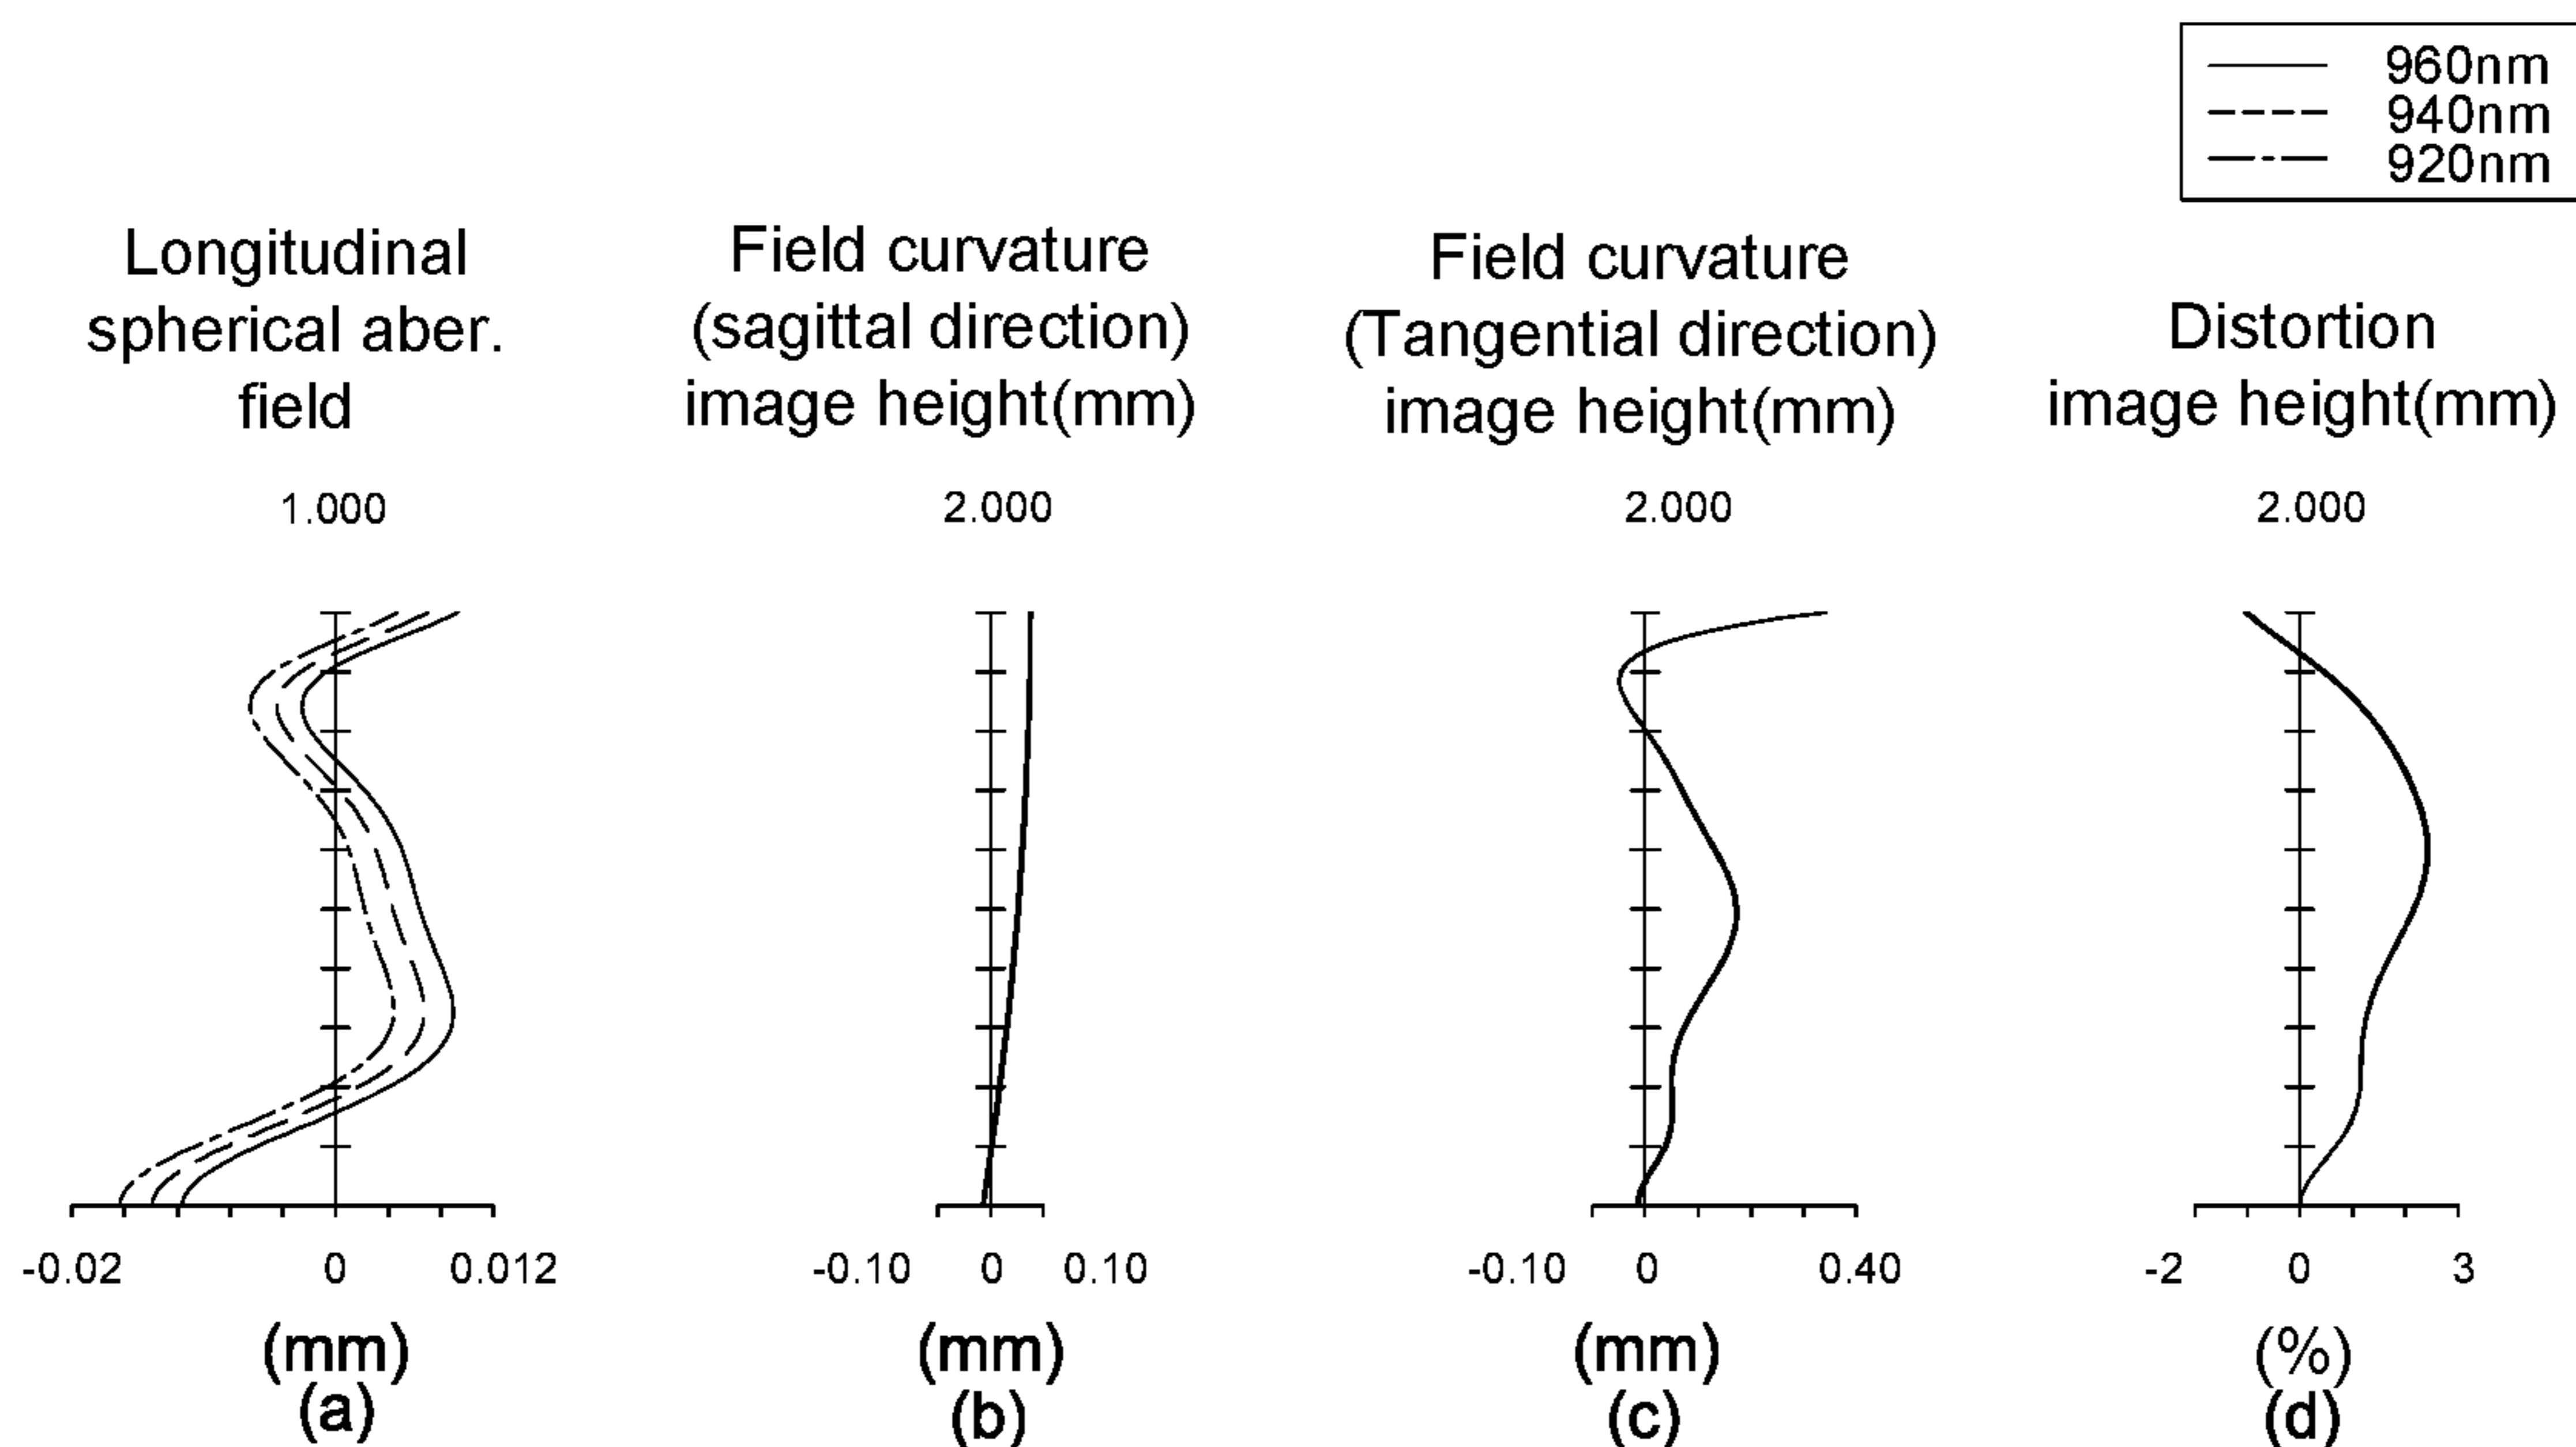 960nm
940nm
920nm
Longitudinal
spherical aber.
field
1.000
-0.02 0 0.012
(mm)
(a)
Field curvature
(sagittal direction)
image height(mm)
2.000
-0.10 0 0.10
(mm)
(b)
Field curvature
(Tangential direction)
image height(mm)
2.000
-0.10 0 0.40
(mm)
(c)
Distortion
image height(mm)
2.000
-2 0 3
(%)
(d)